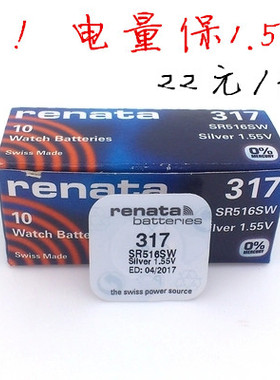 ! 电量保1.5
22元/
renata
317
10
Watch Batteries
SR516SW
Silver 1.55V
Swiss Made
0%
MERCURY
renata
317
10
SR516SW
Watch Batteries
Silver 1.55V
Swiss Made
0%
MERCURY
renata
batteries
317
SR516SW
Silver 1.55V
ED: 04/2017
the swiss power source